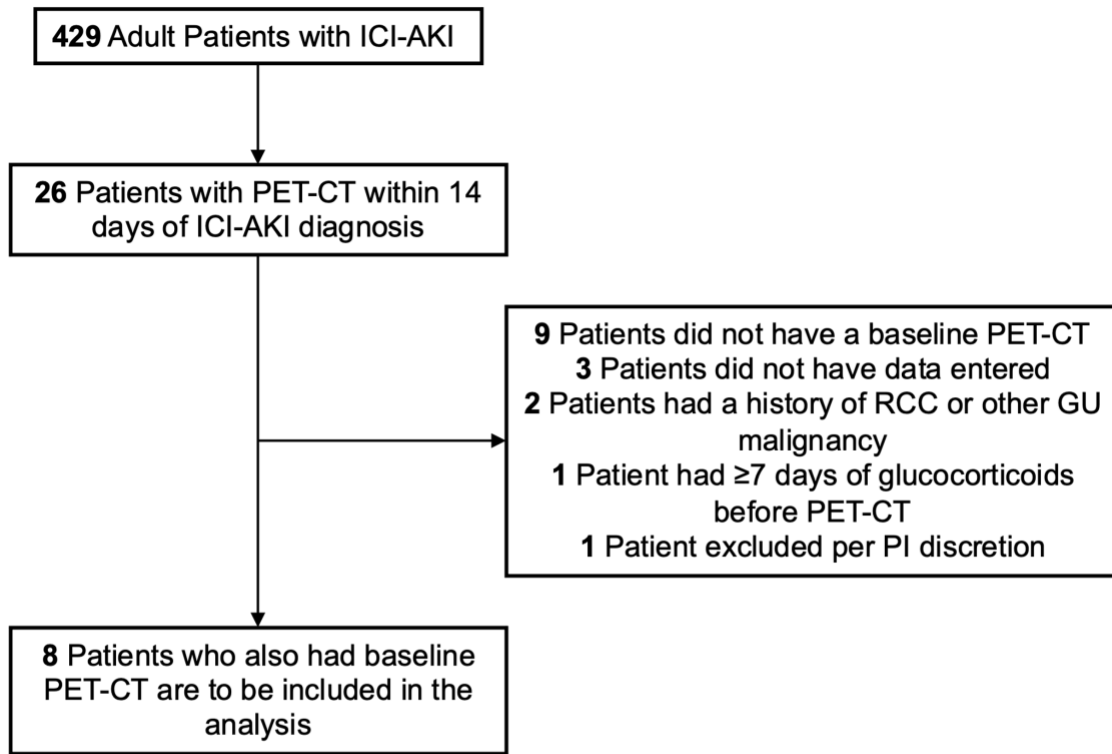 429 Adult Patients with ICI-AKI
26 Patients with PET-CT within 14
days of ICI-AKI diagnosis
9 Patients did not have a baseline PET-CT
3 Patients did not have data entered
2 Patients had a history of RCC or other GU
malignancy
1 Patient had ≥7 days of glucocorticoids
before PET-CT
1 Patient excluded per PI discretion
8 Patients who also had baseline
PET-CT are to be included in the
analysis